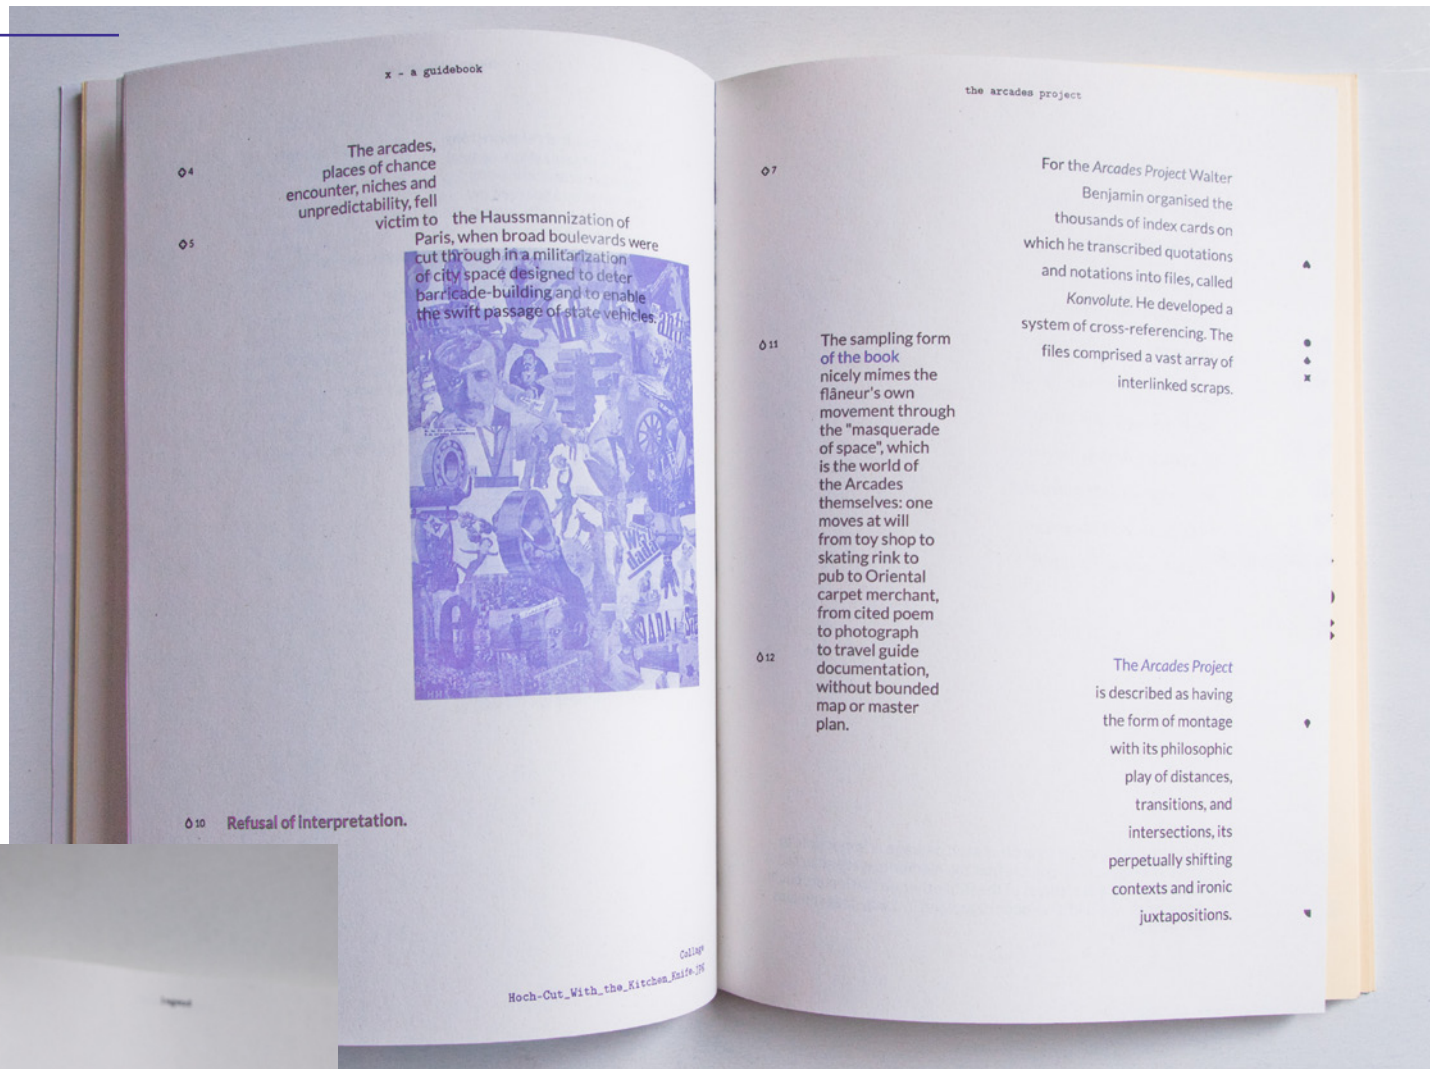 x - a guidebook
4
The arcades,
places of chance
encounter, niches and
unpredictability, fell
victim to the Haussmannization of
5
Paris, when broad boulevards were
cut through in a militarization
of city space designed to deter
barricade-building and to enable
the swift passage of state vehicles.
anti
dada
DADA
10 Refusal of interpretation.
Collage
Hoch-Cut_With_the_Kitchen_Knife.JPG
the arcades project
7
For the Arcades Project Walter
Benjamin organised the
thousands of index cards on
which he transcribed quotations
and notations into files, called
Konvolute. He developed a
system of cross-referencing. The
files comprised a vast array of
interlinked scraps.
11 The sampling form
of the book
nicely mimes the
flâneur's own
movement through
the "masquerade
of space", which
is the world of
the Arcades
themselves: one
moves at will
from toy shop to
skating rink to
pub to Oriental
carpet merchant,
from cited poem
to photograph
to travel guide
12 documentation,
without bounded
map or master
plan.
The Arcades Project
is described as having
the form of montage
with its philosophic
play of distances,
transitions, and
intersections, its
perpetually shifting
contexts and ironic
juxtapositions.